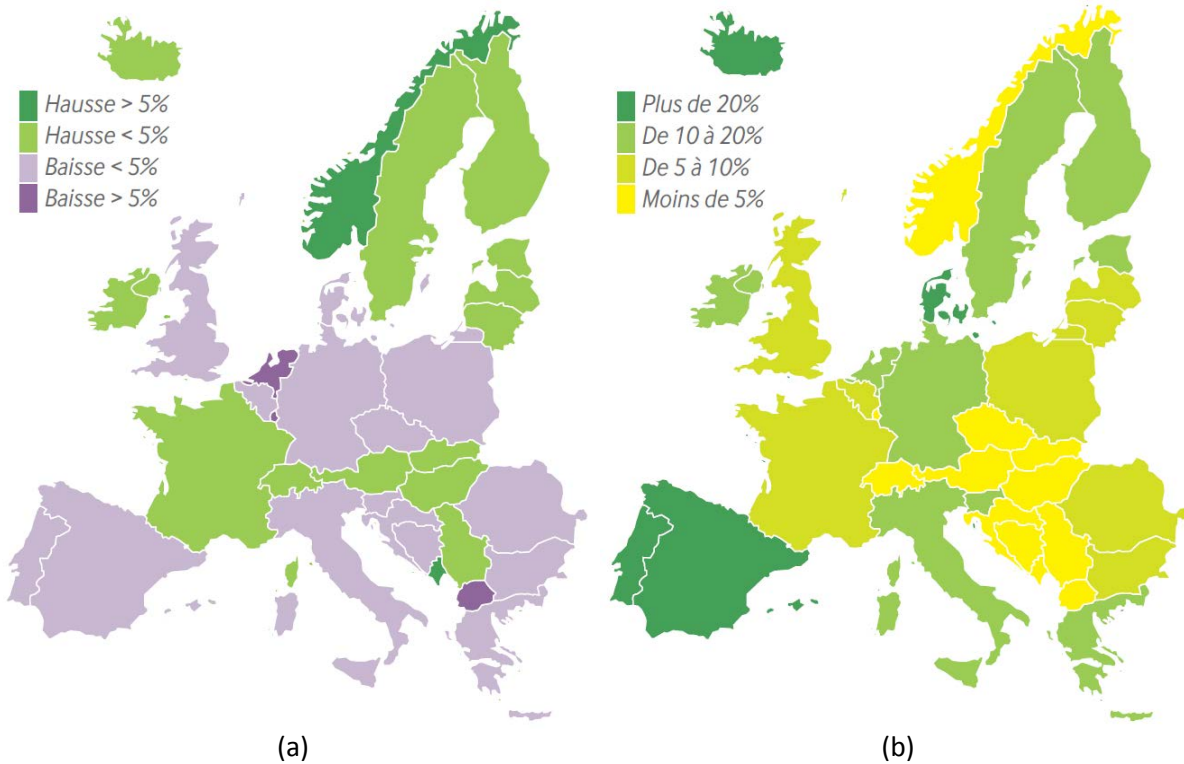 Hausse > 5%
Hausse < 5%
Baisse < 5%
Baisse > 5%
Plus de 20%
De 10 à 20%
De 5 à 10%
Moins de 5%
(a)
(b)